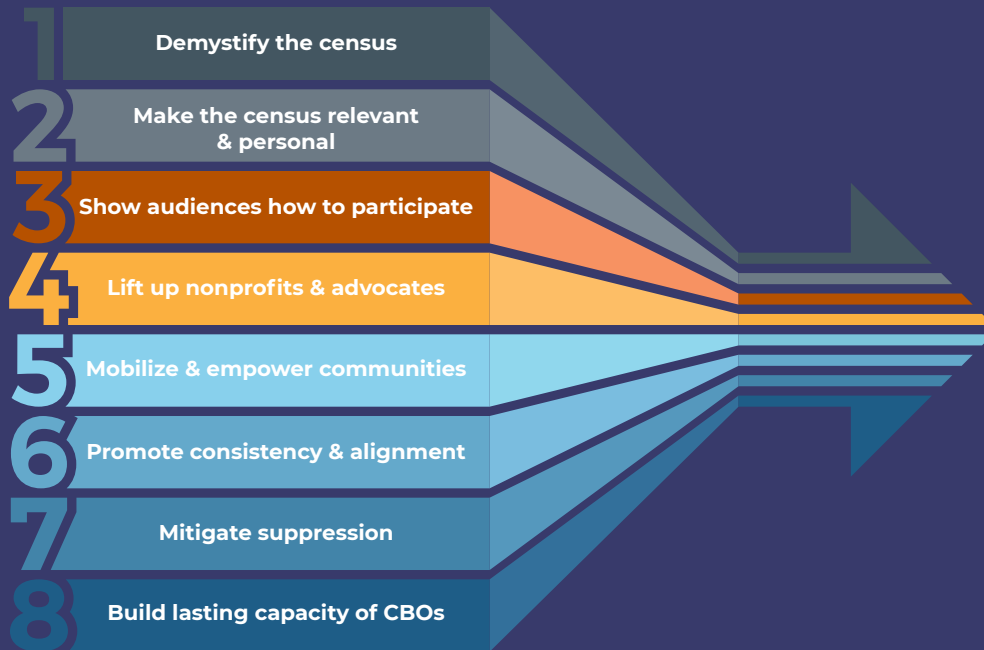 1
Demystify the census
2
Make the census relevant
& personal
3
Show audiences how to participate
4
Lift up nonprofits & advocates
5
Mobilize & empower communities
6
Promote consistency & alignment
7
Mitigate suppression
8
Build lasting capacity of CBOs